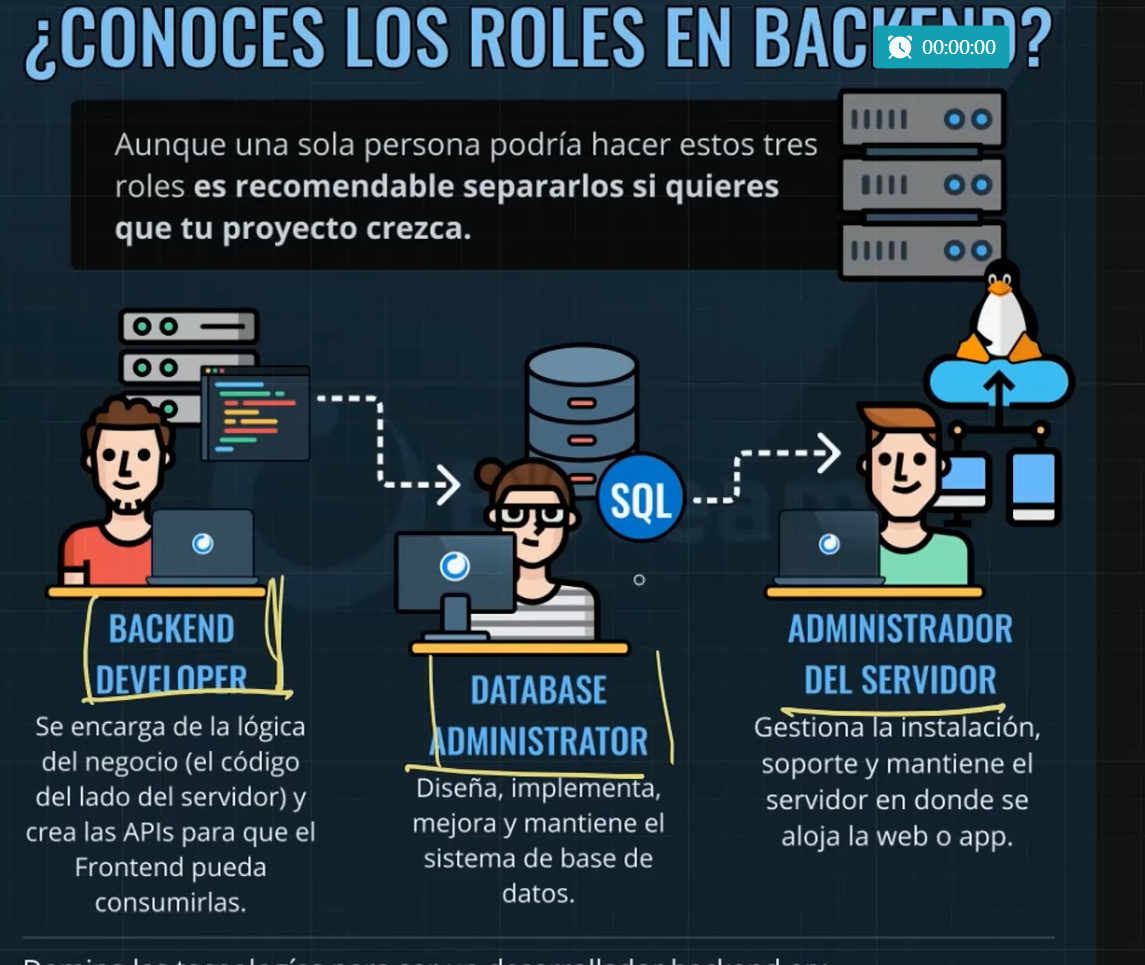 ¿CONOCES LOS ROLES EN BACKEND?
00:00:00
Aunque una sola persona podría hacer estos tres
roles es recomendable separarlos si quieres
que tu proyecto crezca.
SQL
BACKEND
DEVELOPER
Se encarga de la lógica
del negocio (el código
del lado del servidor) y
crea las APIs para que el
Frontend pueda
consumirlas.
DATABASE
ADMINISTRATOR
Diseña, implementa,
mejora y mantiene el
sistema de base de
datos.
ADMINISTRADOR
DEL SERVIDOR
Gestiona la instalación,
soporte y mantiene el
servidor en donde se
aloja la web o app.